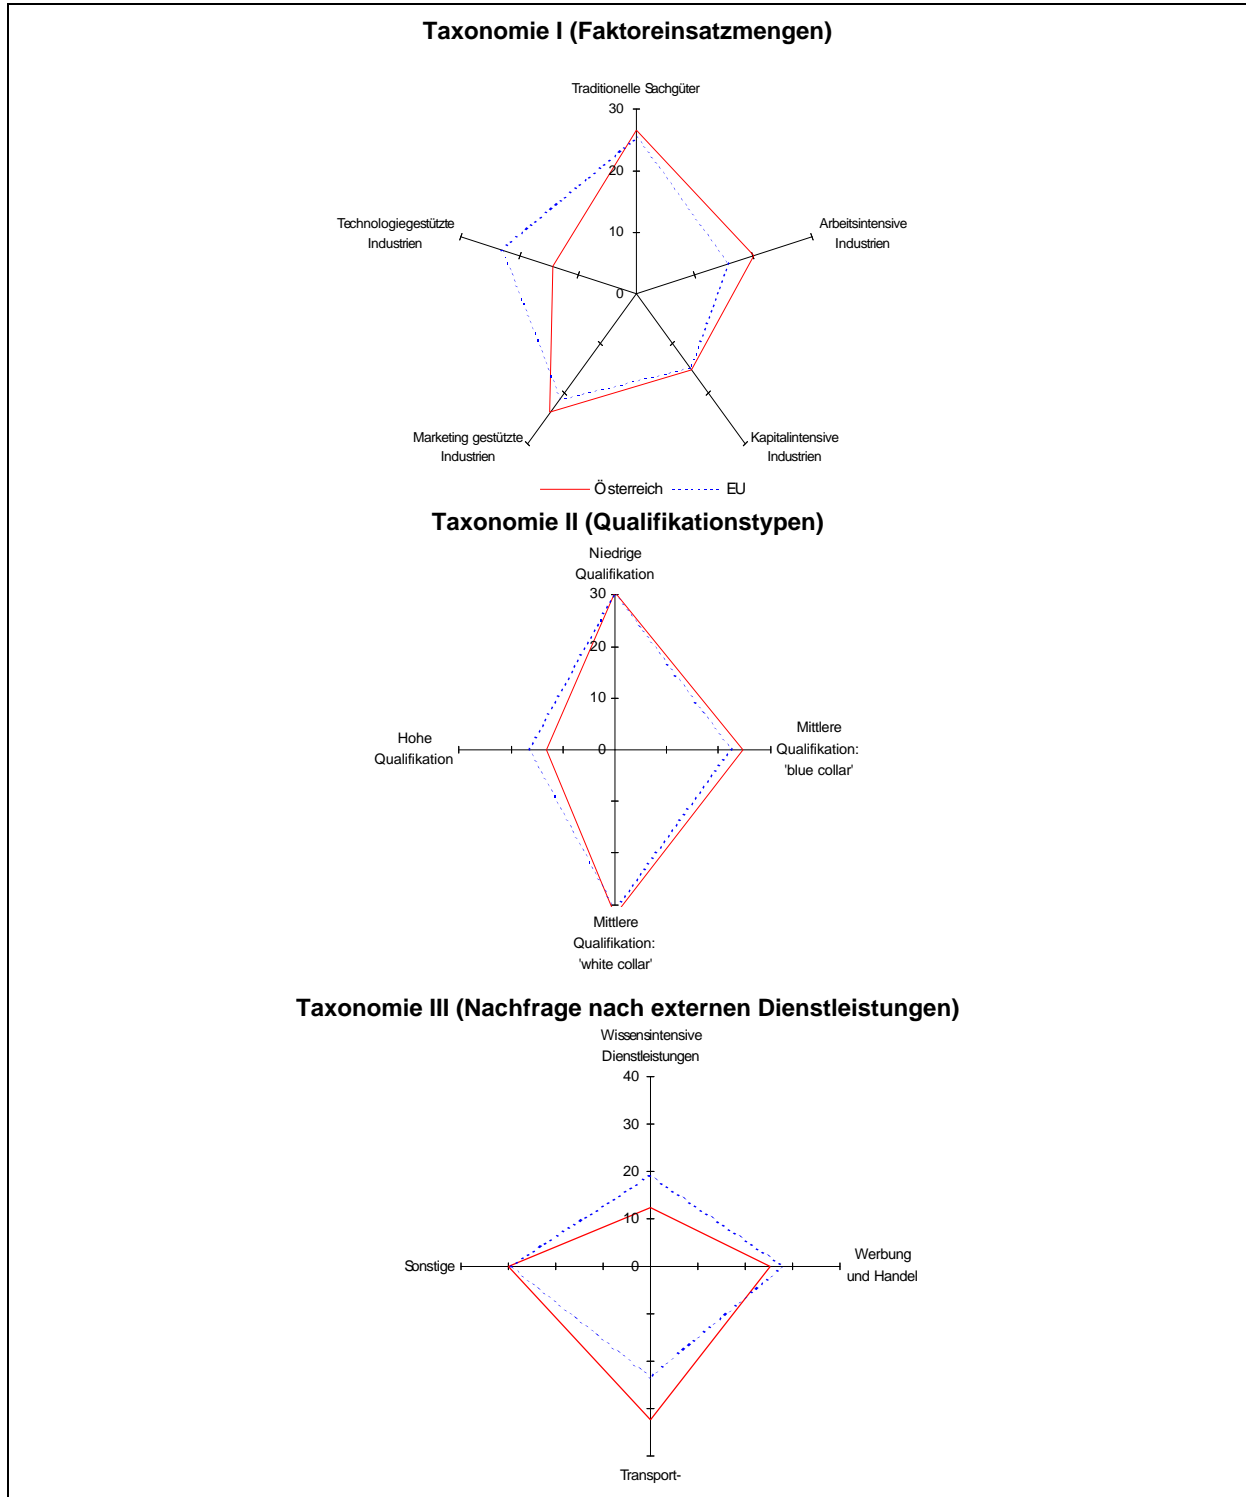 Taxonomie I (Faktoreinsatzmengen)
Traditionelle Sachgüter
30
20
10
0
Technologiegestützte
Industrien
Arbeitsintensive
Industrien
Marketing gestützte
Industrien
Kapitalintensive
Industrien
Österreich EU
Taxonomie II (Qualifikationstypen)
Niedrige
Qualifikation
30
20
10
0
Hohe
Qualifikation
Mittlere
Qualifikation:
'blue collar'
Mittlere
Qualifikation:
'white collar'
Taxonomie III (Nachfrage nach externen Dienstleistungen)
Wissensintensive
Dienstleistungen
40
30
20
10
0
Sonstige
Werbung
und Handel
Transport-